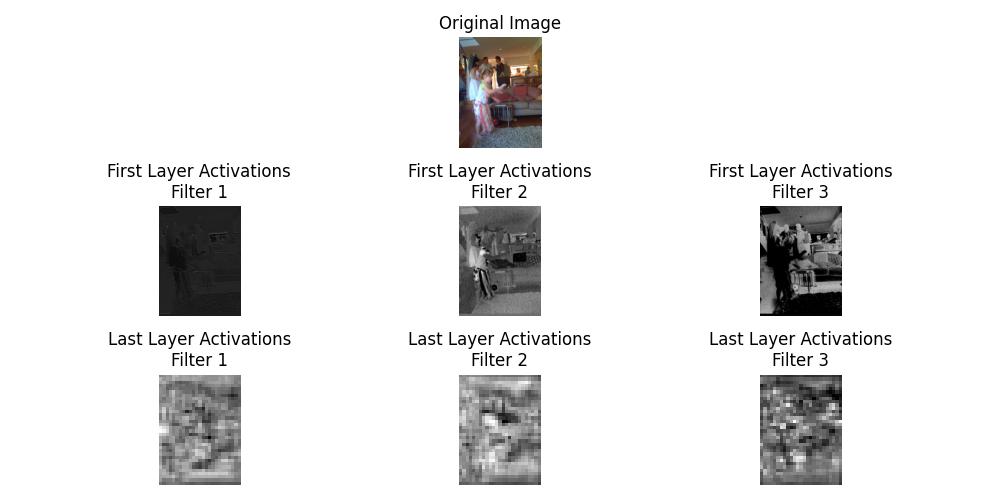 Original Image
First Layer Activations
Filter 1
First Layer Activations
Filter 2
First Layer Activations
Filter 3
Last Layer Activations
Filter 1
Last Layer Activations
Filter 2
Last Layer Activations
Filter 3